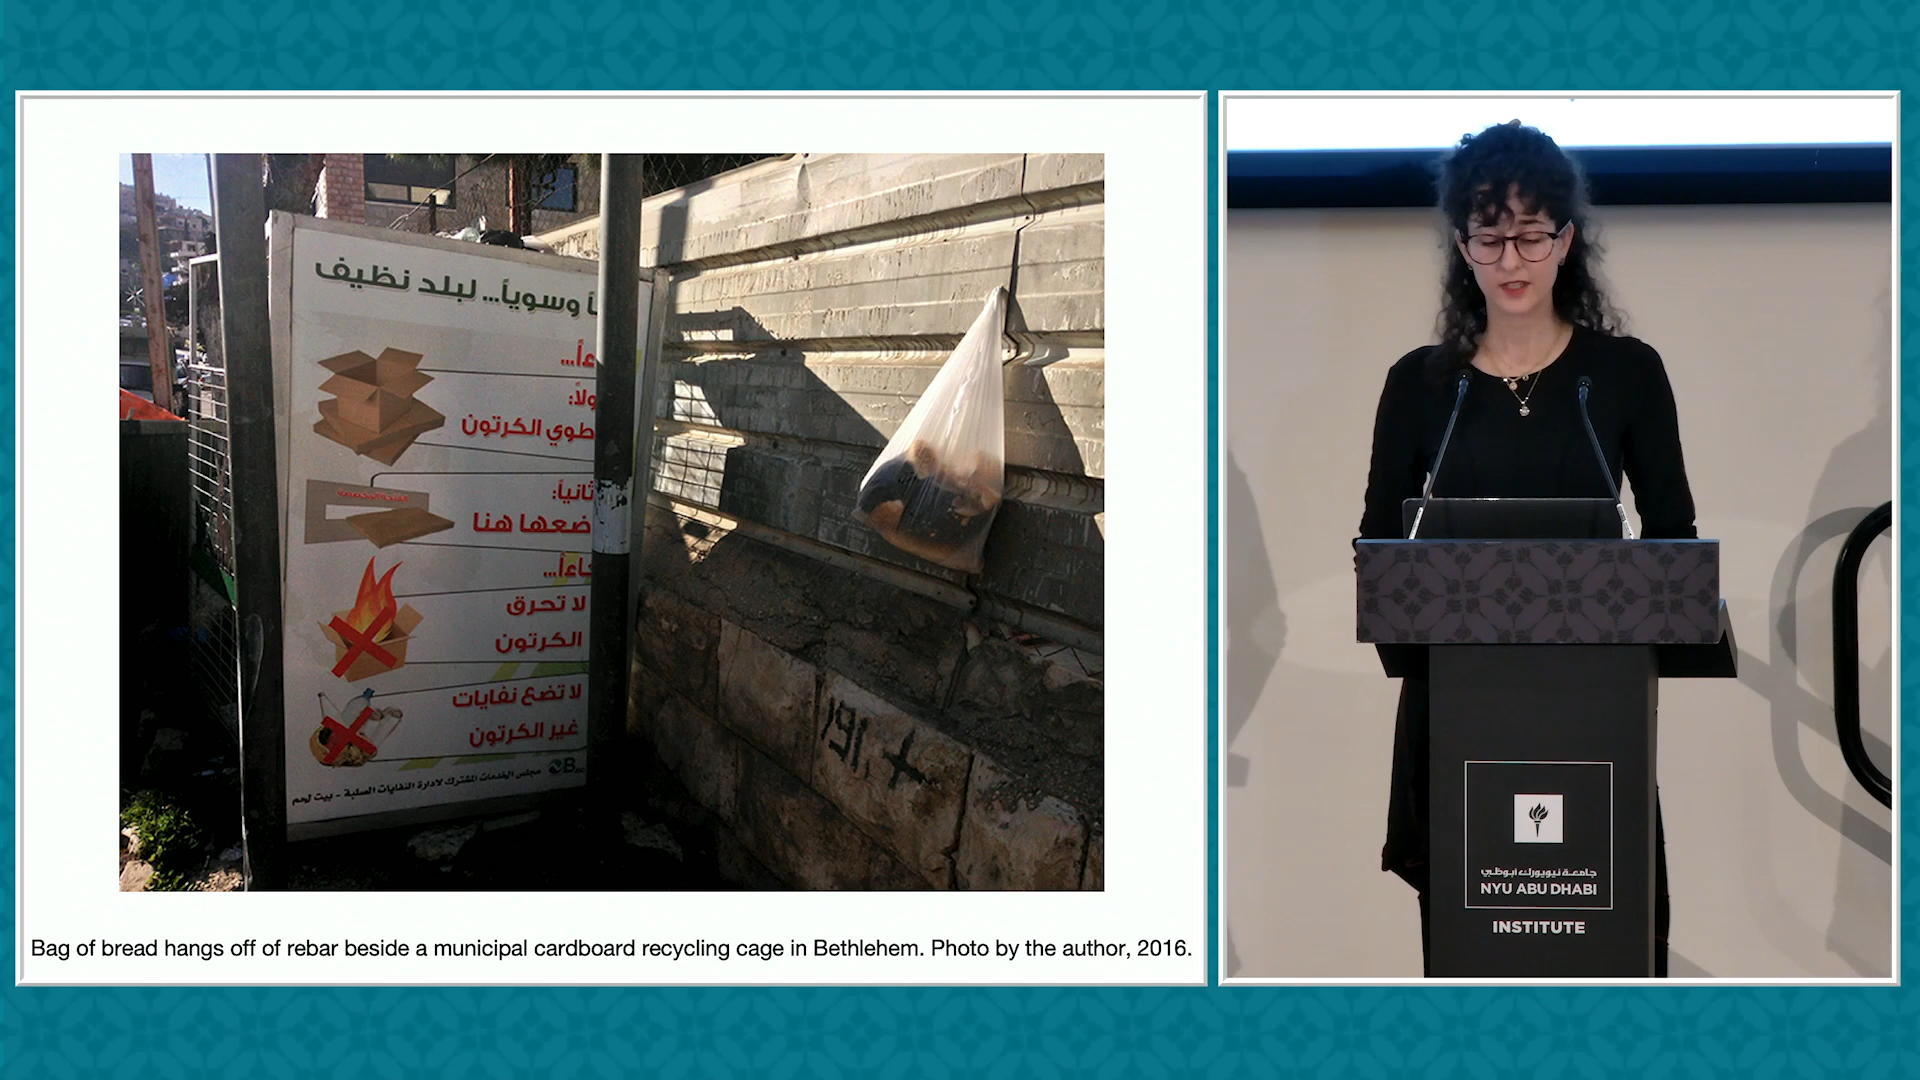 ـاً وسوياً... لبلد نظيف
ـطوي الكرتون
ثانياً:
ضعها هنا
لا تحرق
الكرتون
لا تضع نفايات
غير الكرتون
مجلس الخدمات المشترك لادارة النفايات الصلبة - بيت لحم
191 +
Bag of bread hangs off of rebar beside a municipal cardboard recycling cage in Bethlehem. Photo by the author, 2016.
جامعة نيويورك أبوظبي
NYU ABU DHABI
INSTITUTE